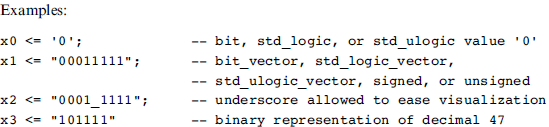 Examples:
x0 <= '0'; -- bit, std_logic, or std_ulogic value '0'
x1 <= "00011111"; -- bit_vector, std_logic_vector,
-- std_ulogic_vector, signed, or unsigned
x2 <= "0001_1111"; -- underscore allowed to ease visualization
x3 <= "101111" -- binary representation of decimal 47